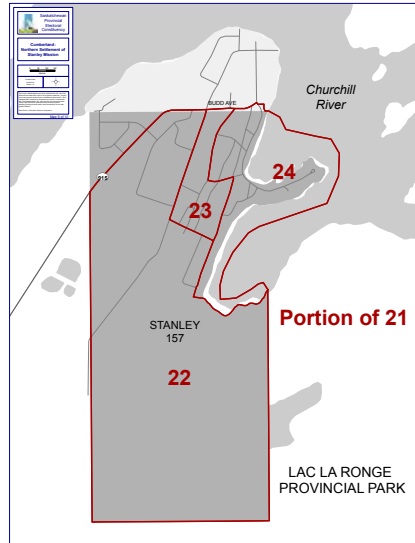 Saskatchewan
Provincial
Electoral
Constituency
Cumberland:
Northern Settlement of
Stanley Mission
BUDD AVE
Churchill
River
24
915
23
Portion of 21
STANLEY
157
22
LAC LA RONGE
PROVINCIAL PARK